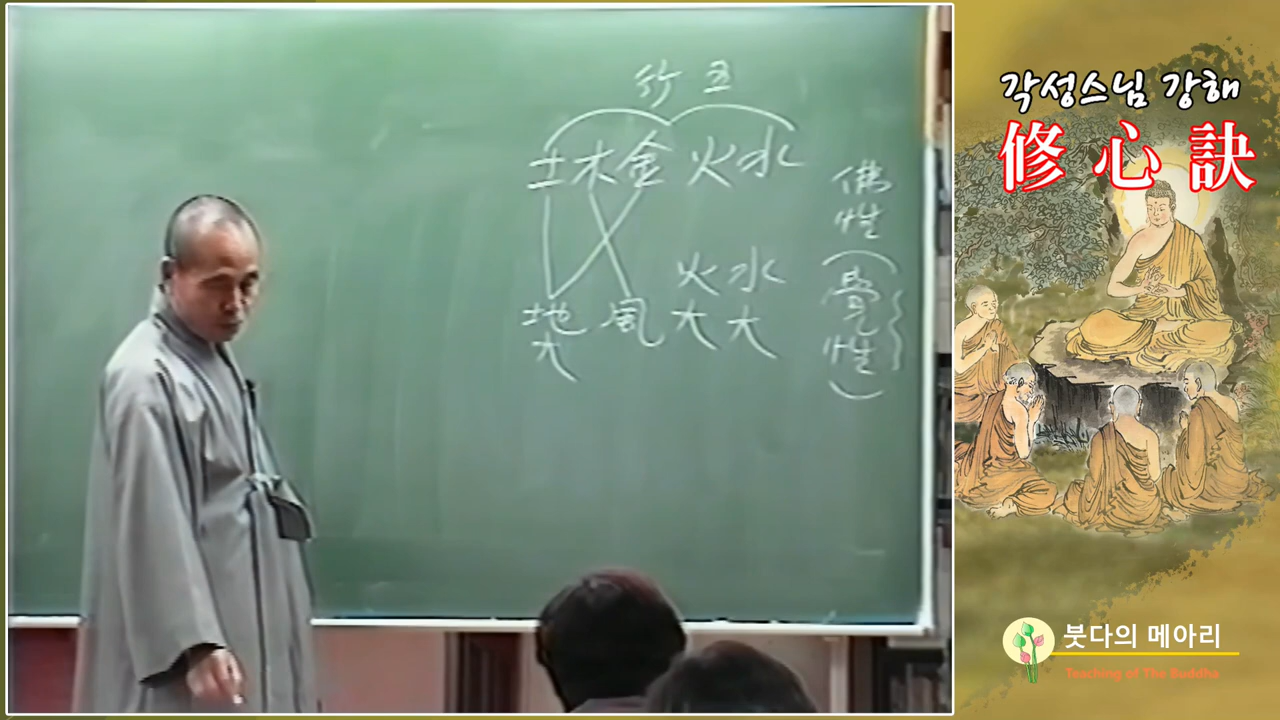 行 五
土木金火水
火水
地風大大
大
佛
性
(覺
性)
각성스님 강해
修心訣
붓다의 메아리
Teaching of The Buddha